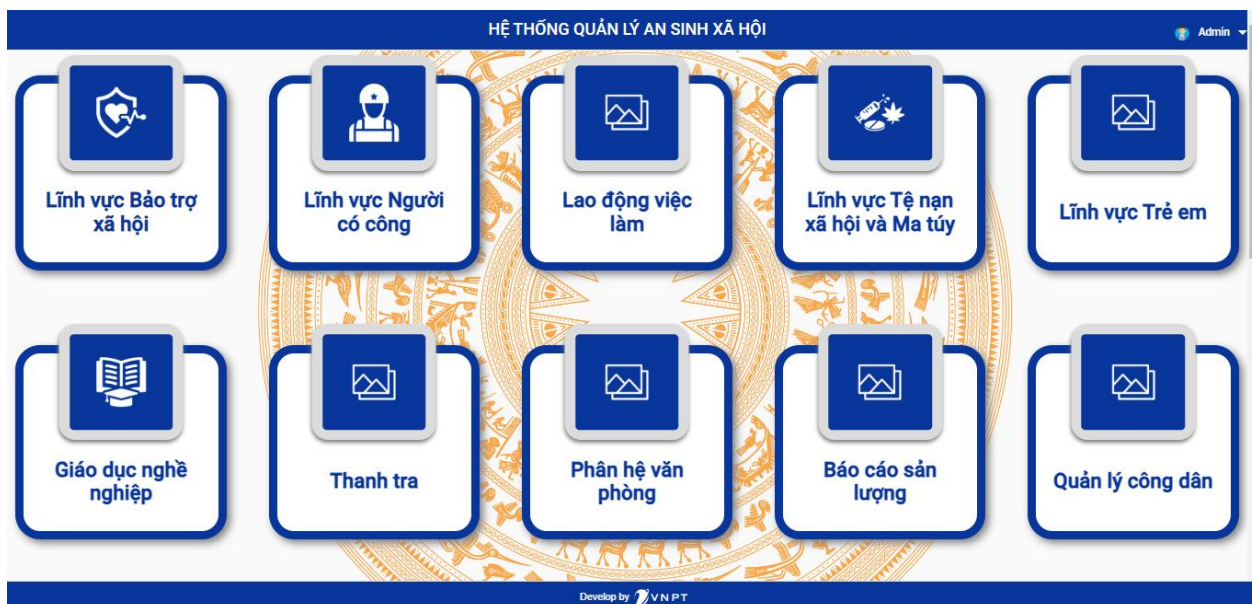 HỆ THỐNG QUẢN LÝ AN SINH XÃ HỘI
Admin
Lĩnh vực Bảo trợ
xã hội
Lĩnh vực Người
có công
Lao động việc
làm
Lĩnh vực Tệ nạn
xã hội và Ma túy
Lĩnh vực Trẻ em
Giáo dục nghề
nghiệp
Thanh tra
Phân hệ văn
phòng
Báo cáo sản
lượng
Quản lý công dân
Develop by VNPT